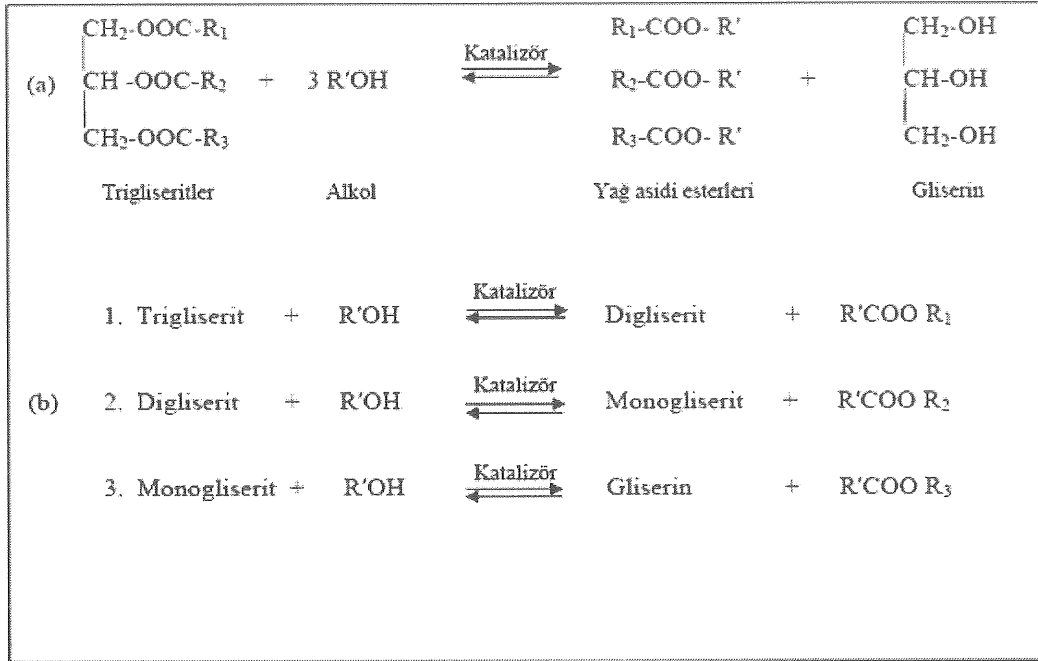 CH₂-OOC-R₁ R₁-COO- R' CH₂-OH
Katalizör
(a) CH -OOC-R₂ + 3 R'OH R₂-COO- R' + CH-OH
CH₂-OOC-R₃ R₃-COO- R' CH₂-OH
Trigliseritler Alkol Yağ asidi esterleri Gliserin
Katalizör
1. Trigliserit + R'OH Digliserit + R'COO R₁
Katalizör
(b) 2. Digliserit + R'OH Monogliserit + R'COO R₂
Katalizör
3. Monogliserit + R'OH Gliserin + R'COO R₃